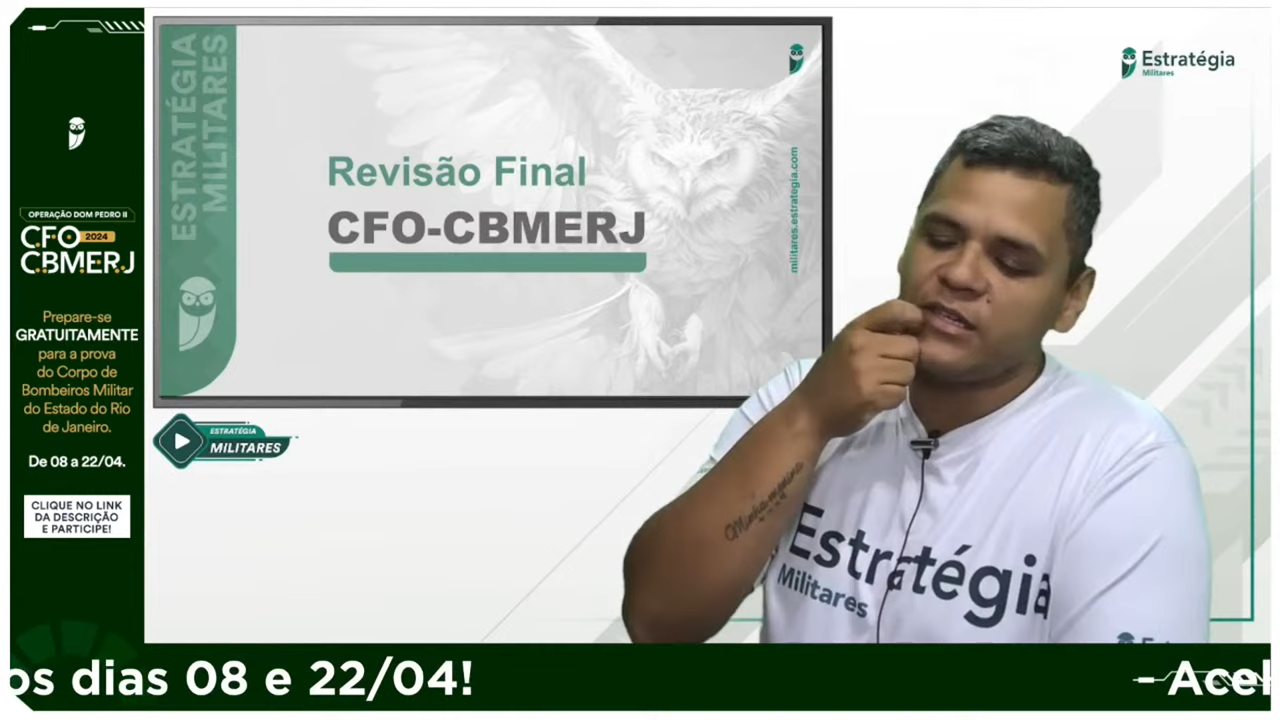 OPERAÇÃO DOM PEDRO II
CFO 2024
CBMERJ
Prepare-se
GRATUITAMENTE
para a prova
do Corpo de
Bombeiros Militar
do Estado do Rio
de Janeiro.
De 08 a 22/04.
CLIQUE NO LINK
DA DESCRIÇÃO
E PARTICIPE!
ESTRATÉGIA
MILITARES
Revisão Final
CFO-CBMERJ
militares.estrategia.com
ESTRATÉGIA
MILITARES
Estratégia
Militares
Minha menina
Estratégia
Militares
os dias 08 e 22/04!
- Acel